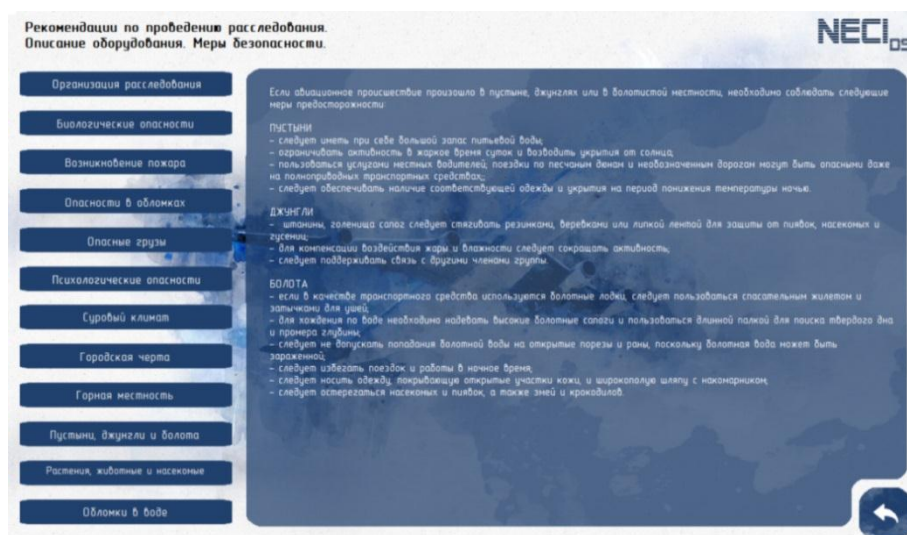 Рекомендации по проведению расследования.
Описание оборудования. Меры безопасности.
NECI
Организация расследования
Биологические опасности
Возникновение пожара
Опасности в обломках
Опасные грузы
Психологические опасности
Суровый климат
Городская черта
Горная местность
Пустыни, джунгли и болота
Растения, животные и насекомые
Обломки в воде
Если авиационное происшествие произошло в пустыне, джунглях или в болотистой местности, необходимо соблюдать следующие
меры предосторожности:
ПУСТЫНИ
– следует иметь при себе большой запас питьевой воды;
– ограничивать активность в жаркое время суток и возводить укрытия от солнца;
– пользоваться услугами местных водителей; поездки по песчаным дюнам и необозначенным дорогам могут быть опасными даже
на полноприводных транспортных средствах;;
– следует обеспечивать наличие соответствующей одежды и укрытия на период понижения температуры ночью.
ДЖУНГЛИ
– штанины, голенища сапог следует стягивать резинками, веревками или липкой лентой для защиты от пиявок, насекомых и
гусениц;
– для компенсации воздействия жары и влажности следует сокращать активность;
– следует поддерживать связь с другими членами группы.
БОЛОТА
– если в качестве транспортного средства используется болотные лодки, следует пользоваться спасательным жилетом и
затычками для ушей;
– для хождения по воде необходимо надевать высокие болотные сапоги и пользоваться длинной палкой для поиска твердого дна
и промера глубины;
– следует не допускать попадания болотной воды на открытые порезы и раны, поскольку болотная вода может быть
зараженной;
– следует избегать поездок и работы в ночное время;
– следует носить одежду, покрывающую открытые участки кожи, и широкополую шляпу с накомарником;
– следует остерегаться насекомых и пиявок, а также змей и крокодилов.